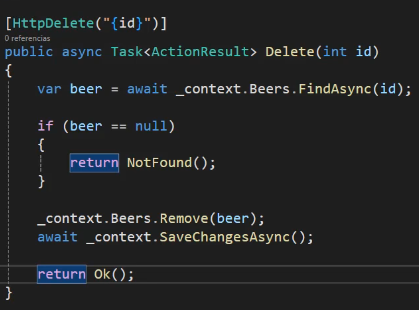 [HttpDelete("{id}")]
0 referencias
public async Task<ActionResult> Delete(int id)
{
var beer = await _context.Beers.FindAsync(id);
if (beer == null)
{
return NotFound();
}
_context.Beers.Remove(beer);
await _context.SaveChangesAsync();
return Ok();
}